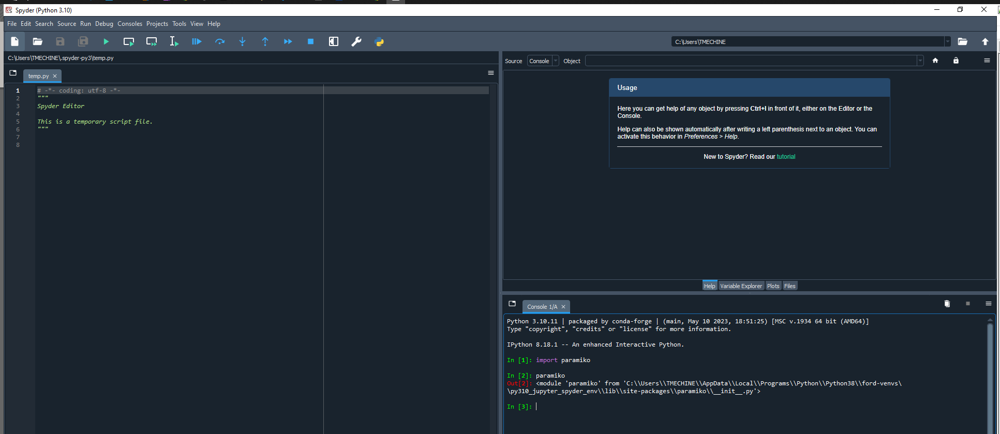 Spyder (Python 3.10)
File Edit Search Source Run Debug Consoles Projects Tools View Help
C:\Users\TMECHINE
C:\Users\TMECHINE\.spyder-py3\temp.py
temp.py
1 # -*- coding: utf-8 -*-
2 """
3 Spyder Editor
4
5 This is a temporary script file.
6 """
7
8
Source Console Object
Usage
Here you can get help of any object by pressing Ctrl+I in front of it, either on the Editor or the
Console.
Help can also be shown automatically after writing a left parenthesis next to an object. You can
activate this behavior in Preferences > Help.
New to Spyder? Read our tutorial
Help Variable Explorer Plots Files
Console 1/A
Python 3.10.11 | packaged by conda-forge | (main, May 10 2023, 18:51:25) [MSC v.1934 64 bit (AMD64)]
Type "copyright", "credits" or "license" for more information.
IPython 8.18.1 -- An enhanced Interactive Python.
In [1]: import paramiko
In [2]: paramiko
Out[2]: <module 'paramiko' from 'C:\\Users\\TMECHINE\\AppData\\Local\\Programs\\Python\\Python38\\ford-venvs\
\py310_jupyter_spyder_env\\lib\\site-packages\\paramiko\\__init__.py'>
In [3]: